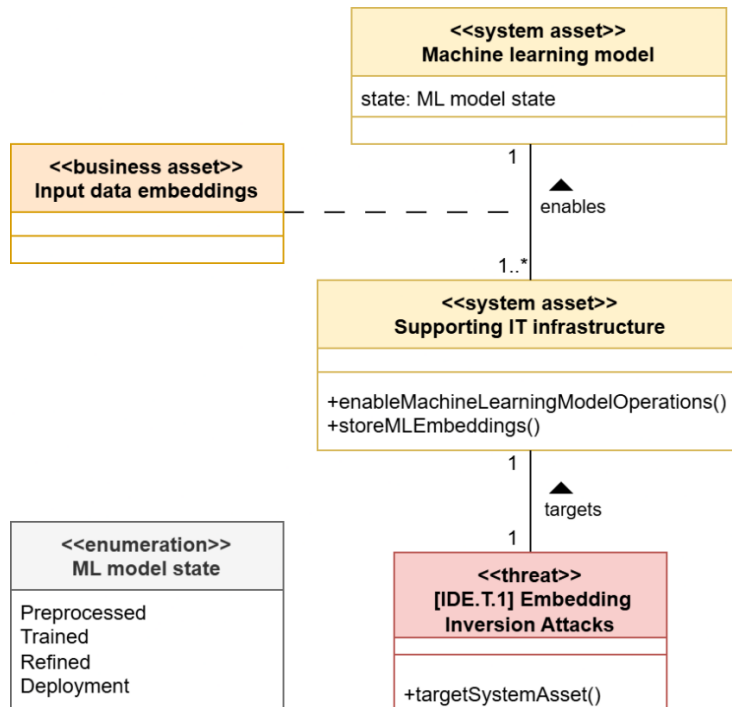 <<system asset>>
Machine learning model
state: ML model state
<<business asset>>
Input data embeddings
1
enables
1..*
<<system asset>>
Supporting IT infrastructure
+enableMachineLearningModelOperations()
+storeMLEmbeddings()
1
targets
1
<<enumeration>>
ML model state
Preprocessed
Trained
Refined
Deployment
<<threat>>
[IDE.T.1] Embedding
Inversion Attacks
+targetSystemAsset()